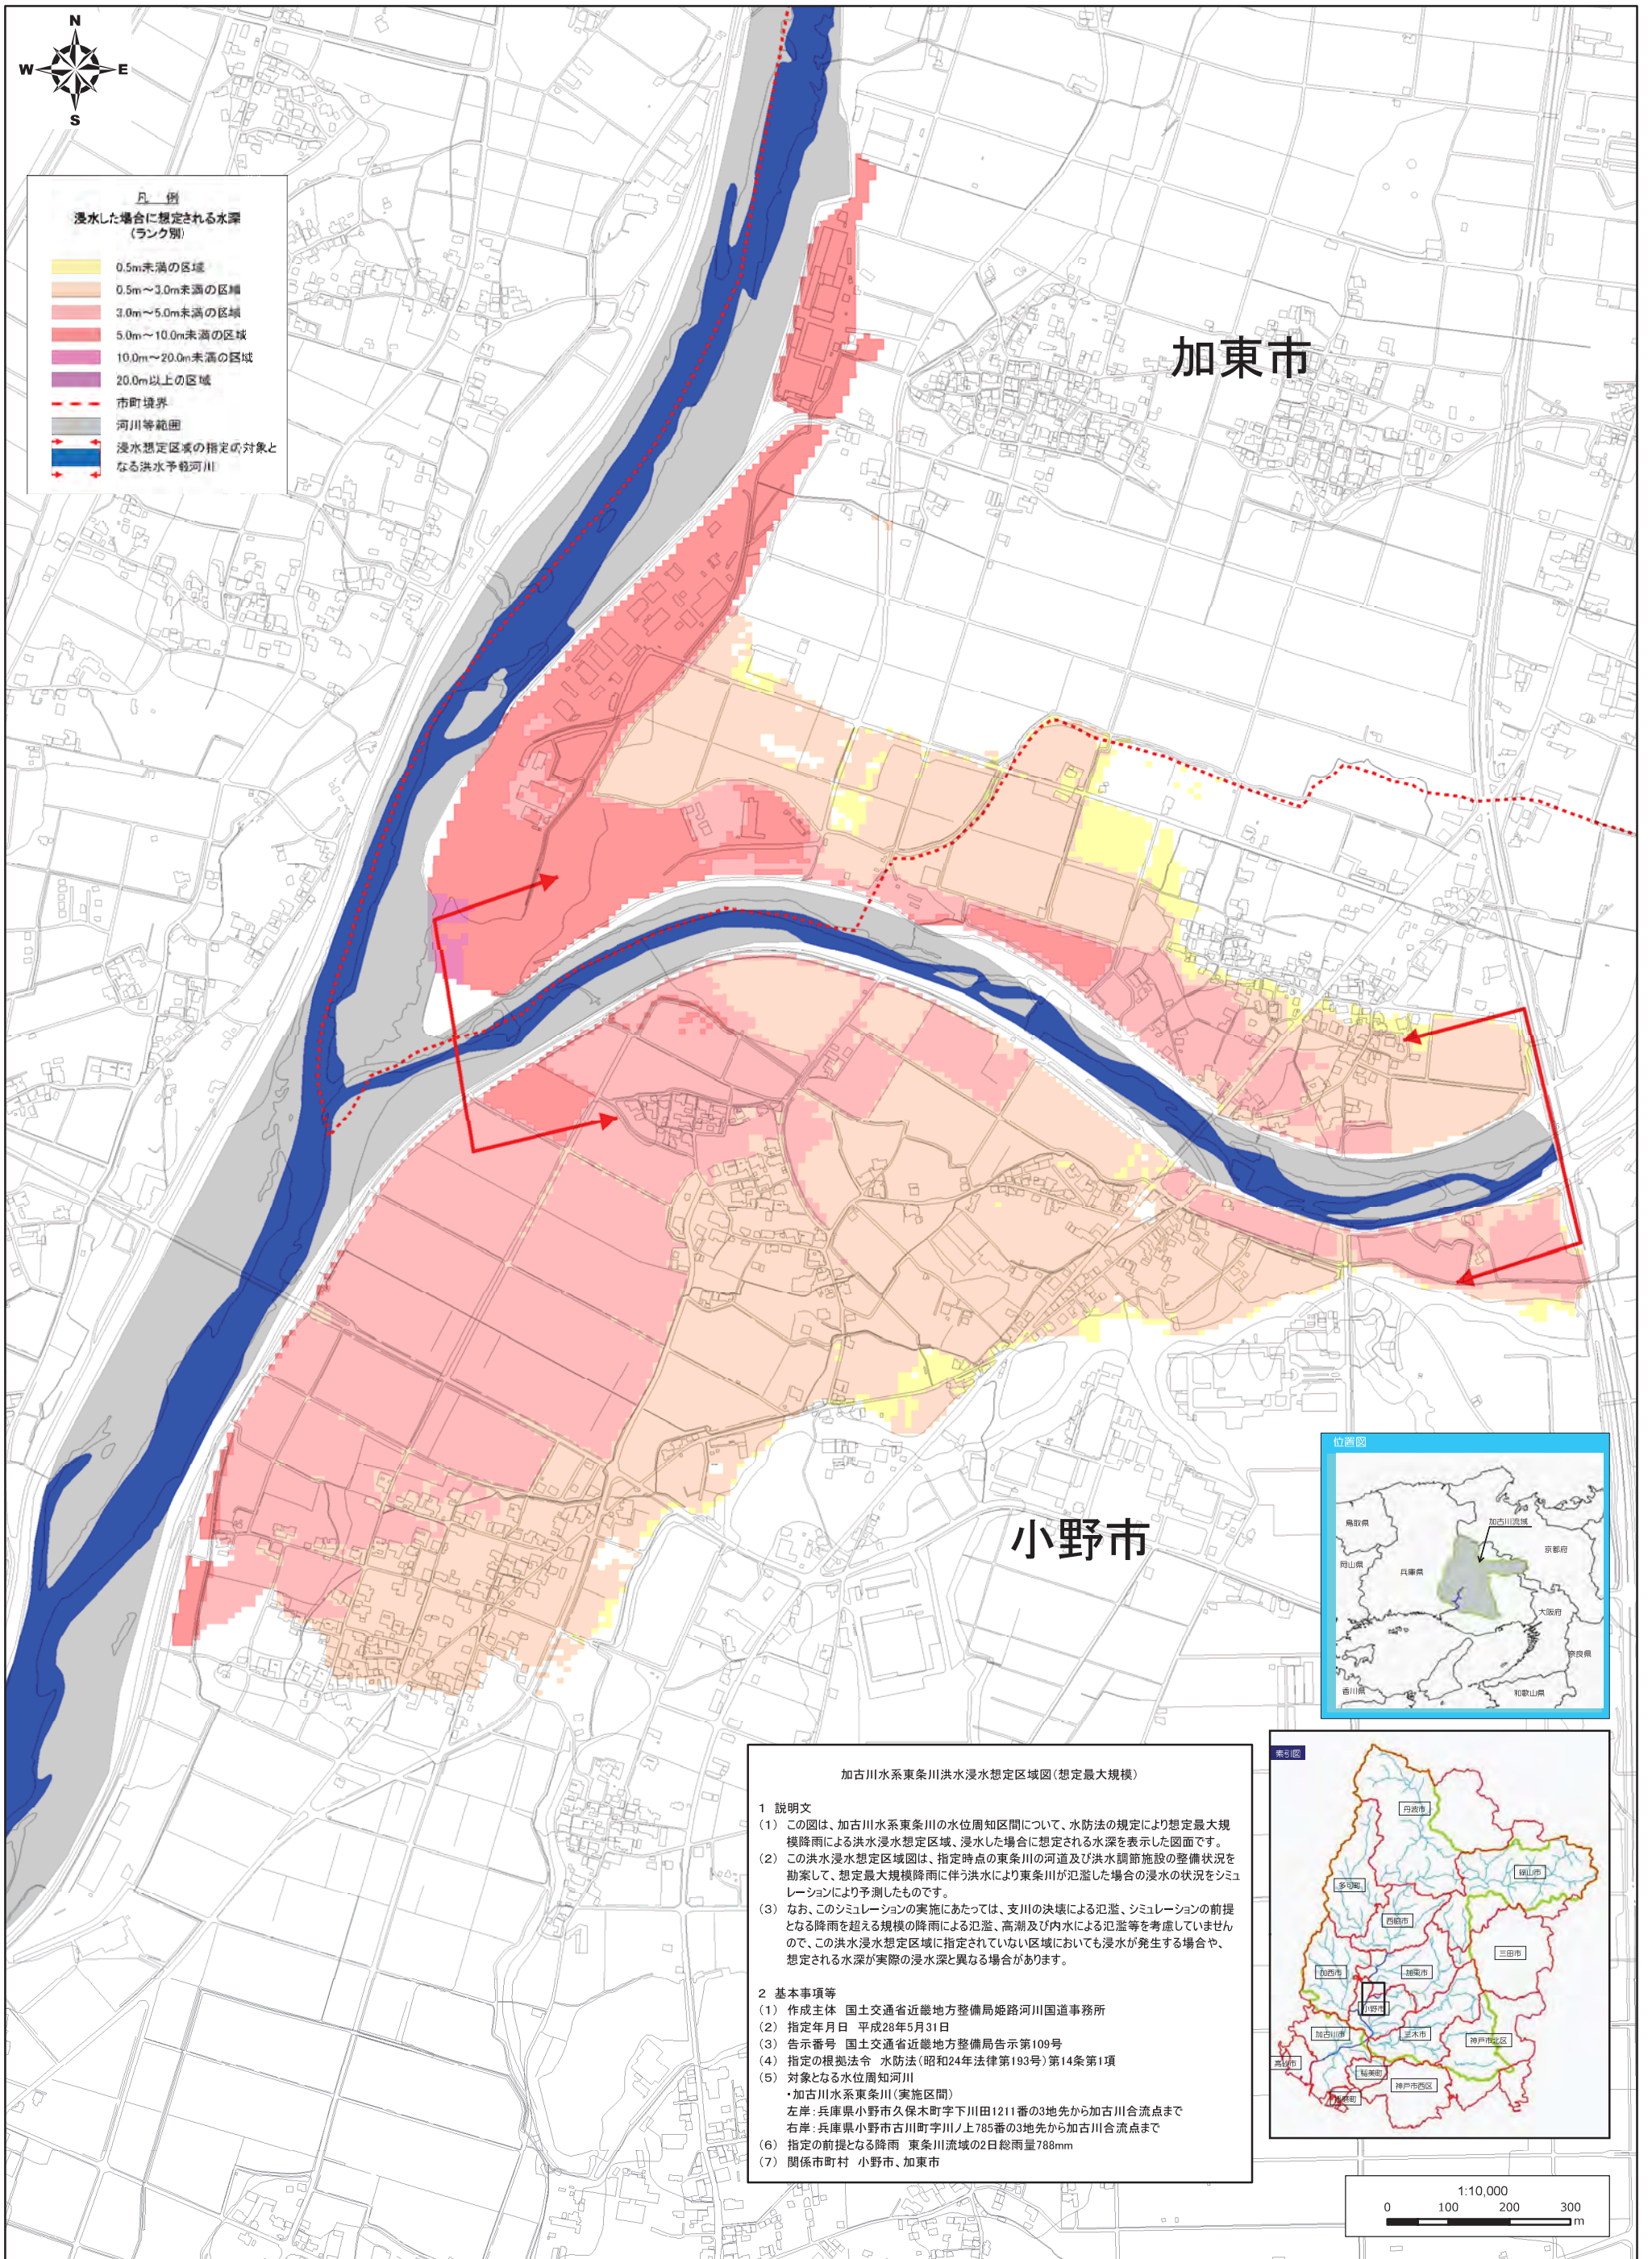 N
W
E
S
凡 例
浸水した場合に想定される水深
(ランク別)
0.5m未満の区域
0.5m～3.0m未満の区域
3.0m～5.0m未満の区域
5.0m～10.0m未満の区域
10.0m～20.0m未満の区域
20.0m以上の区域
市町境界
河川等範囲
浸水想定区域の指定の対象と
なる洪水予報河川
加東市
小野市
位置図
鳥取県
加古川流域
京都府
岡山県
兵庫県
大阪府
奈良県
香川県
和歌山県
加古川水系東条川洪水浸水想定区域図(想定最大規模)
1 説明文
(1) この図は、加古川水系東条川の水位周知区間について、水防法の規定により想定最大規
模降雨による洪水浸水想定区域、浸水した場合に想定される水深を表示した図面です。
(2) この洪水浸水想定区域図は、指定時点の東条川の河道及び洪水調節施設の整備状況を
勘案して、想定最大規模降雨に伴う洪水により東条川が氾濫した場合の浸水の状況をシミュ
レーションにより予測したものです。
(3) なお、このシミュレーションの実施にあたっては、支川の決壊による氾濫、シミュレーションの前提
となる降雨を超える規模の降雨による氾濫、高潮及び内水による氾濫等を考慮していません
ので、この洪水浸水想定区域に指定されていない区域においても浸水が発生する場合や、
想定される水深が実際の浸水深と異なる場合があります。
2 基本事項等
(1) 作成主体 国土交通省近畿地方整備局姫路河川国道事務所
(2) 指定年月日 平成28年5月31日
(3) 告示番号 国土交通省近畿地方整備局告示第109号
(4) 指定の根拠法令 水防法(昭和24年法律第193号)第14条第1項
(5) 対象となる水位周知河川
・加古川水系東条川(実施区間)
左岸：兵庫県小野市久保木町字下川田1211番の3地先から加古川合流点まで
右岸：兵庫県小野市古川町字川ノ上785番の3地先から加古川合流点まで
(6) 指定の前提となる降雨 東条川流域の2日総雨量788mm
(7) 関係市町村 小野市、加東市
索引図
丹波市
篠山市
多可町
西脇市
三田市
加西市
加東市
小野市
加古川市
三木市
神戸市北区
高砂市
稲美町
神戸市西区
播磨町
1:10,000
0 100 200 300
m